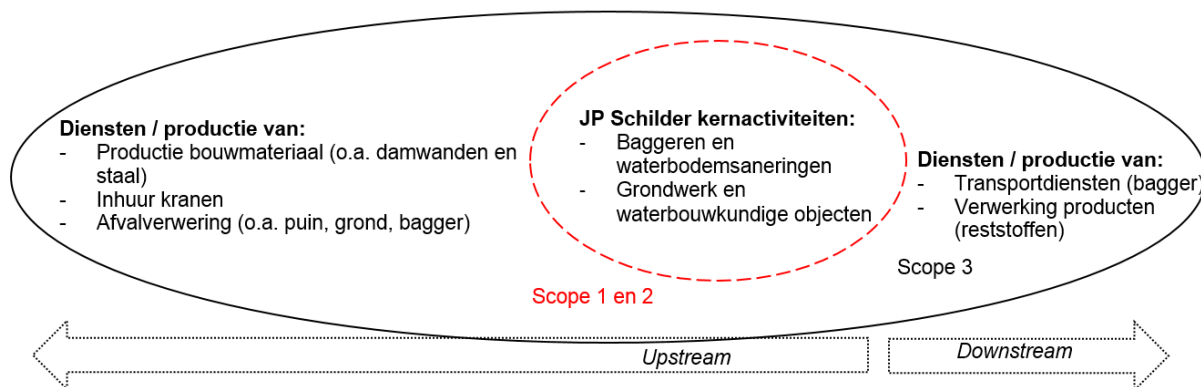 Diensten / productie van:
- Productie bouwmateriaal (o.a. damwanden en
staal)
- Inhuur kranen
- Afvalverwering (o.a. puin, grond, bagger)
JP Schilder kernactiviteiten:
- Baggeren en
waterbodemsaneringen
- Grondwerk en
waterbouwkundige objecten
Diensten / productie van:
- Transportdiensten (bagger)
- Verwerking producten
(reststoffen)
Scope 3
Scope 1 en 2
Upstream
Downstream